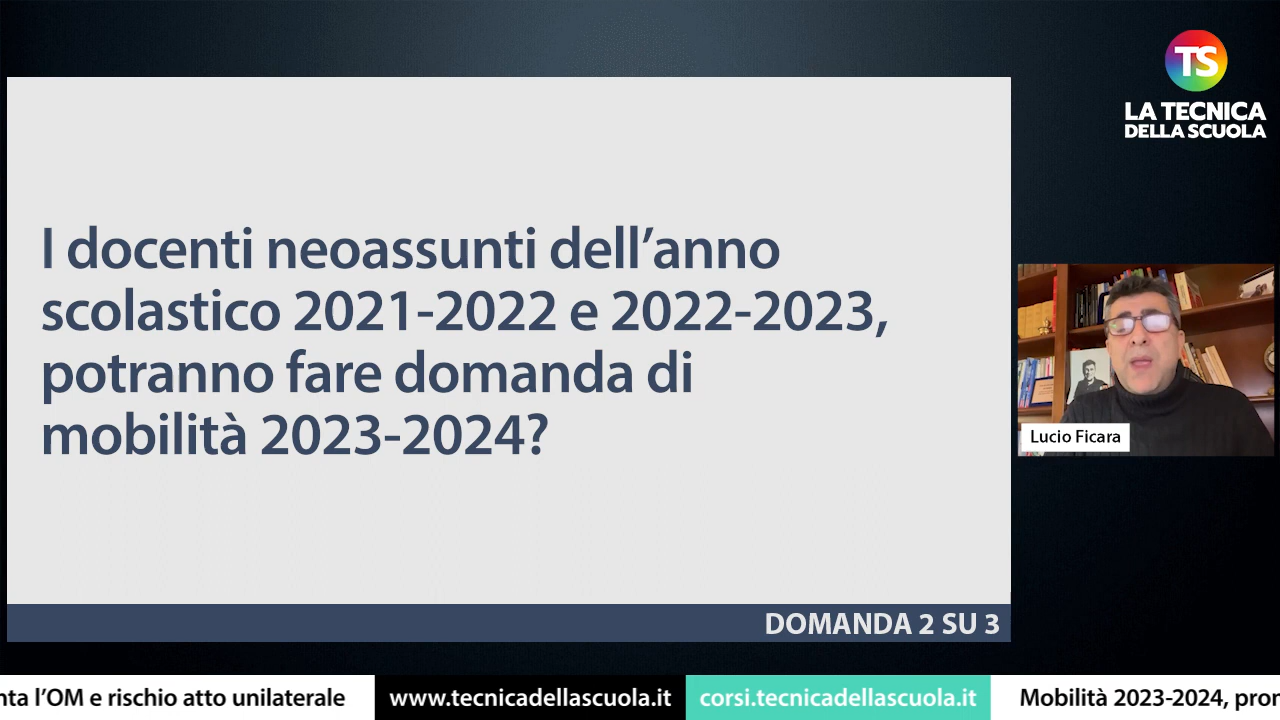 TS
LA TECNICA
DELLA SCUOLA
I docenti neoassunti dell’anno
scolastico 2021-2022 e 2022-2023,
potranno fare domanda di
mobilità 2023-2024?
Lucio Ficara
DOMANDA 2 SU 3
l’OM e rischio atto unilaterale
www.tecnicadellascuola.it
corsi.tecnicadellascuola.it
Mobilità 2023-2024,